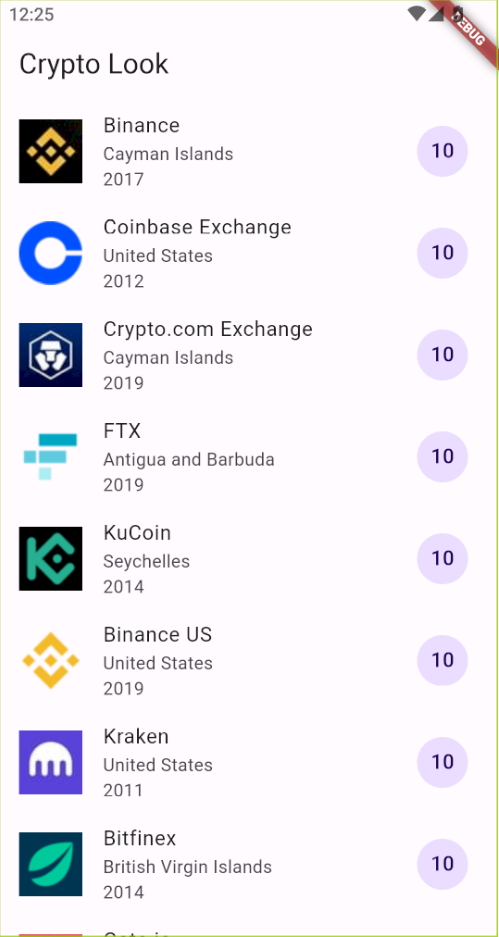 12:25
DEBUG
Crypto Look
Binance
Cayman Islands
2017
10
Coinbase Exchange
United States
2012
10
Crypto.com Exchange
Cayman Islands
2019
10
FTX
Antigua and Barbuda
2019
10
KuCoin
Seychelles
2014
10
Binance US
United States
2019
10
Kraken
United States
2011
10
Bitfinex
British Virgin Islands
2014
10